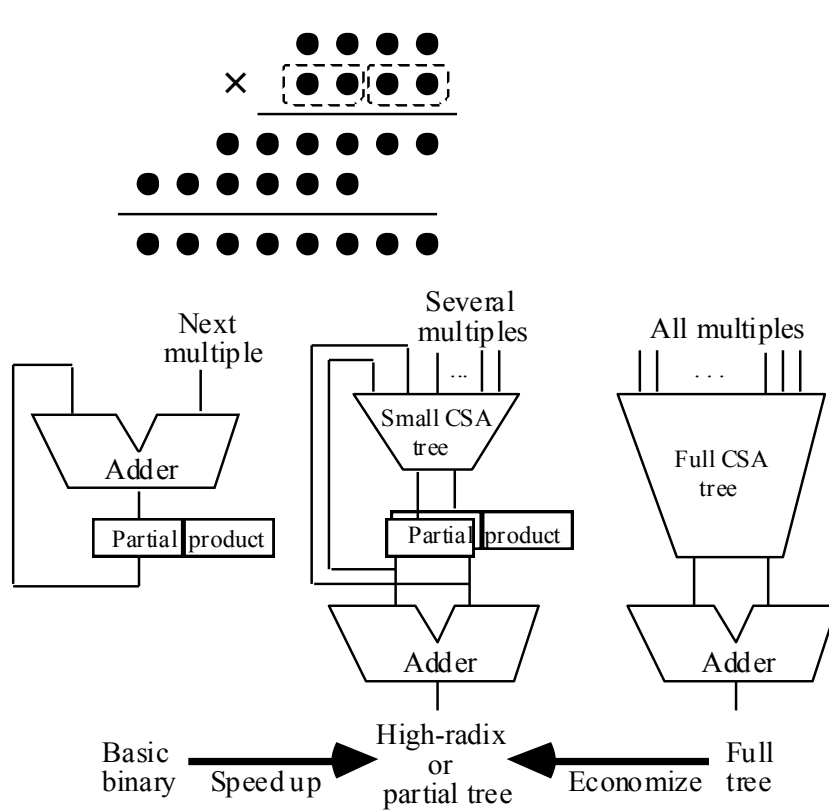 ×
Next
multiple
Several
multiples
...
All multiples
. . .
Adder
Small CSA
tree
Full CSA
tree
Partial product
Partial product
Adder
Adder
Basic
binary
Speed up
High-radix
or
partial tree
Economize
Full
tree